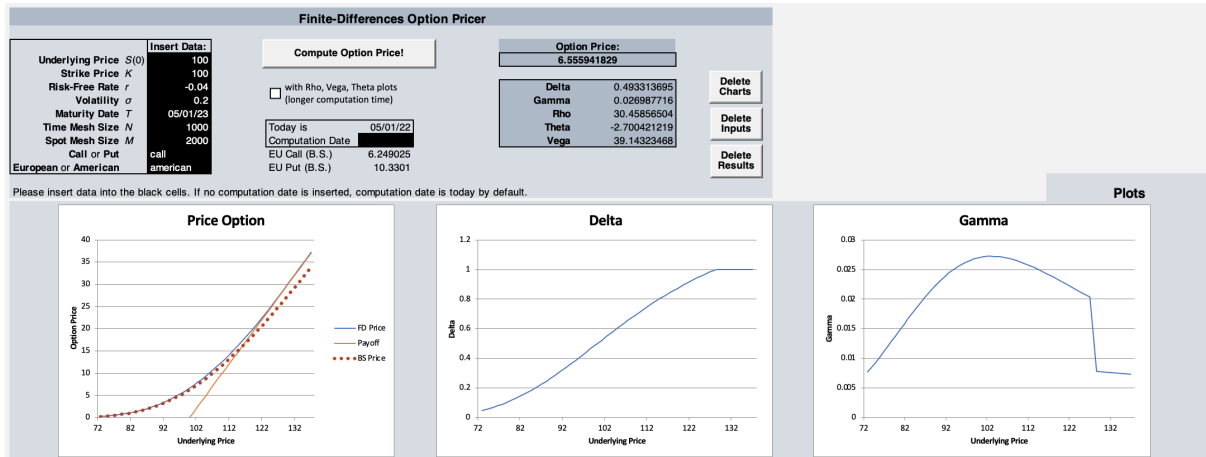 Finite-Differences Option Pricer
Insert Data:
Underlying Price S(0) 100
Strike Price K 100
Risk-Free Rate r -0.04
Volatility σ 0.2
Maturity Date T 05/01/23
Time Mesh Size N 1000
Spot Mesh Size M 2000
Call or Put call
European or American american
Compute Option Price!
with Rho, Vega, Theta plots
(longer computation time)
Today is 05/01/22
Computation Date
EU Call (B.S.) 6.249025
EU Put (B.S.) 10.3301
Option Price:
6.555941829
Delta 0.493313695
Gamma 0.026987716
Rho 30.45856504
Theta -2.700421219
Vega 39.14323468
Delete
Charts
Delete
Inputs
Delete
Results
Please insert data into the black cells. If no computation date is inserted, computation date is today by default.
Plots
Price Option
Option Price
40
35
30
25
20
15
10
5
0
72 82 92 102 112 122 132
Underlying Price
FD Price
Payoff
BS Price
Delta
Delta
1.2
1
0.8
0.6
0.4
0.2
0
72 82 92 102 112 122 132
Underlying Price
Gamma
Gamma
0.03
0.025
0.02
0.015
0.01
0.005
0
72 82 92 102 112 122 132
Underlying Price